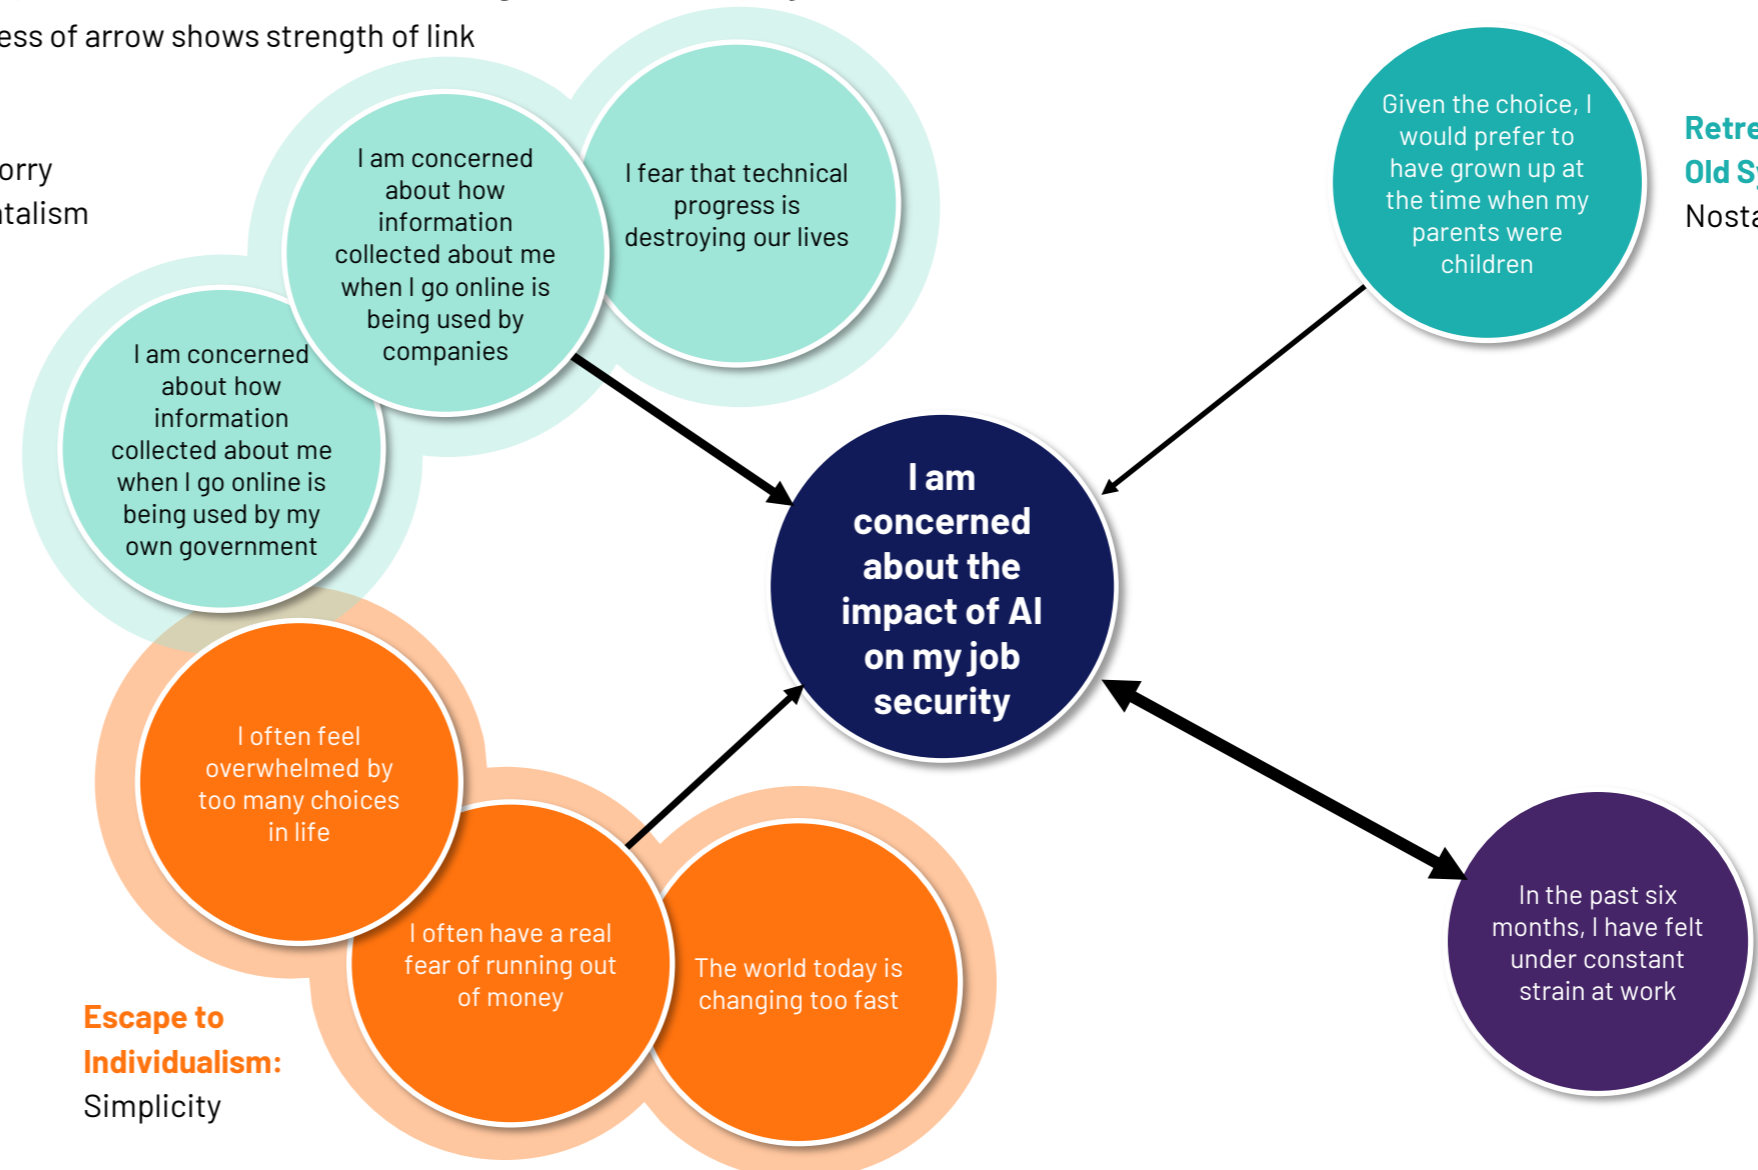 ess of arrow shows strength of link
orry
ntalism
I am concerned
about how
information
collected about me
when I go online is
being used by
companies
I fear that technical
progress is
destroying our lives
Given the choice, I
would prefer to
have grown up at
the time when my
parents were
children
Retre
Old Sy
Nosta
I am concerned
about how
information
collected about me
when I go online is
being used by my
own government
I am
concerned
about the
impact of AI
on my job
security
I often feel
overwhelmed by
too many choices
in life
I often have a real
fear of running out
of money
The world today is
changing too fast
In the past six
months, I have felt
under constant
strain at work
Escape to
Individualism:
Simplicity